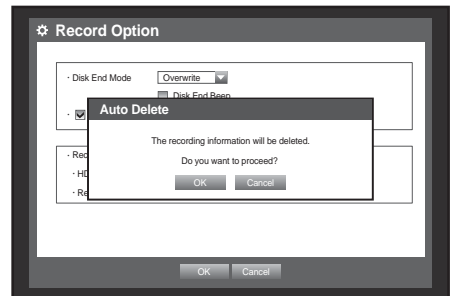 Record Option
· Disk End Mode Overwrite
Disk End Beep
Auto Delete
The recording information will be deleted.
Do you want to proceed?
OK Cancel
· Rec
· HD
· Re
OK Cancel